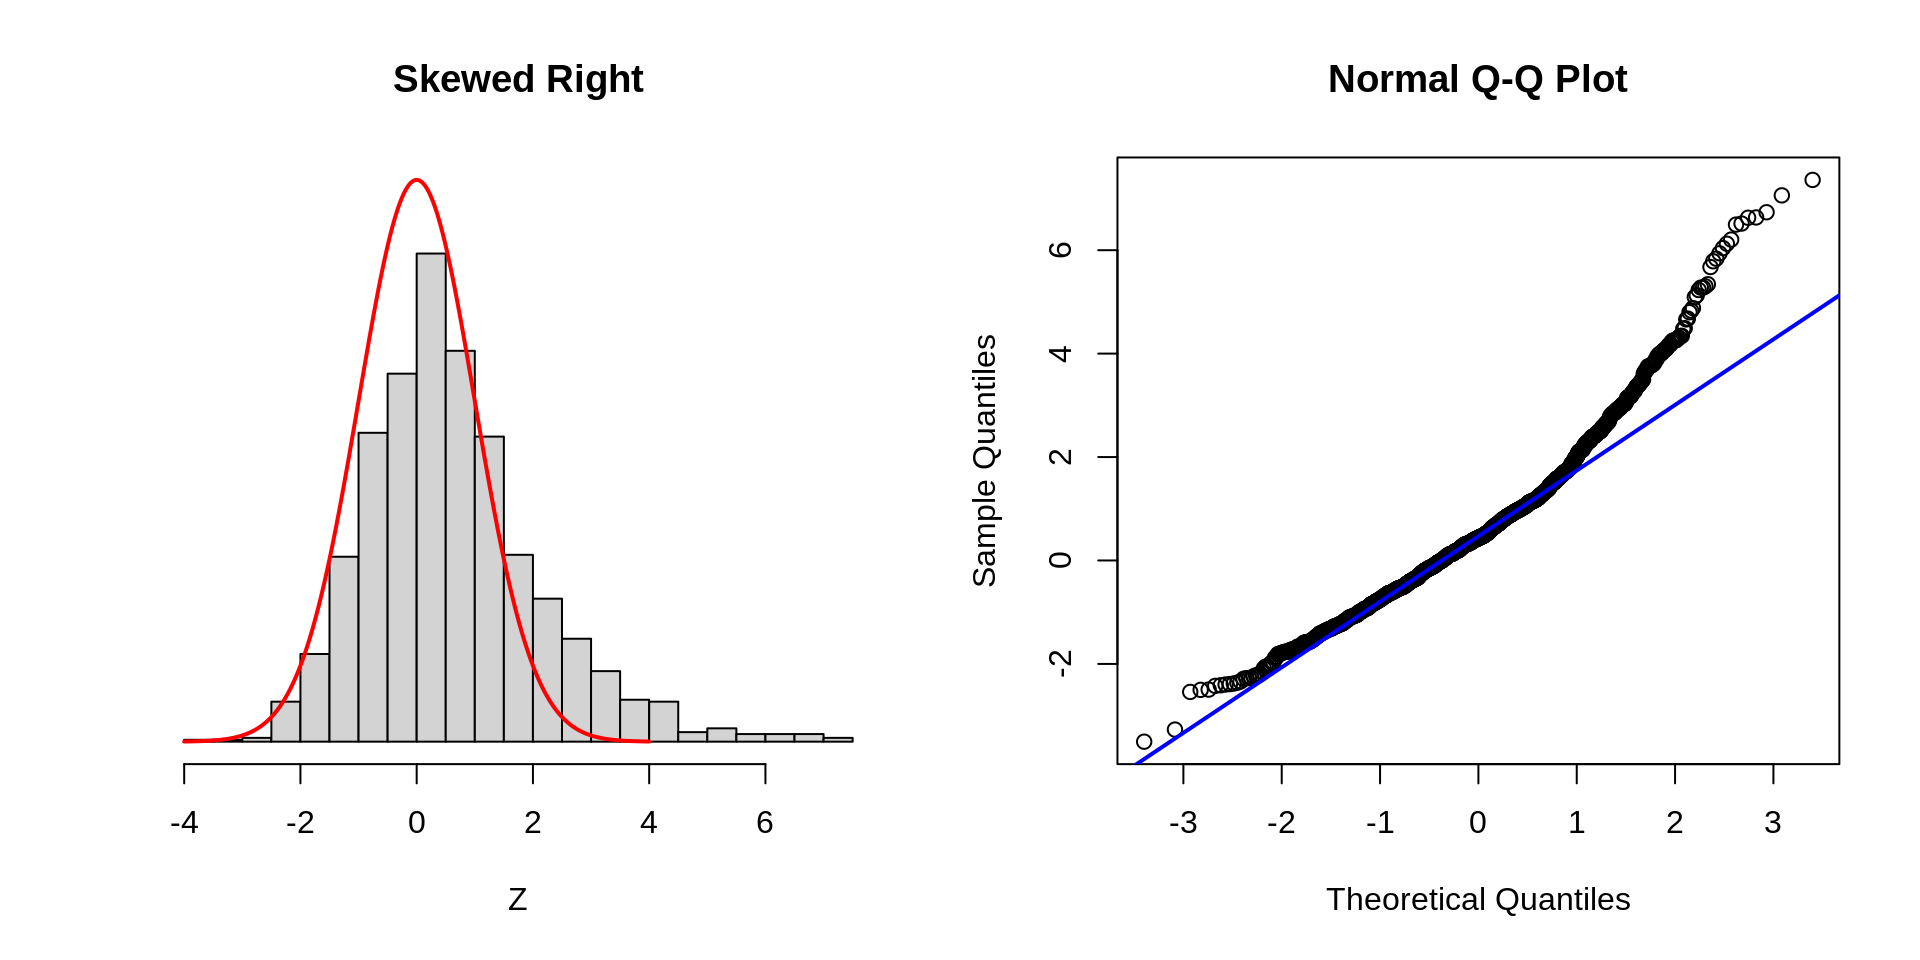 Skewed Right
-4 -2 0 2 4 6
Z
Normal Q-Q Plot
Sample Quantiles
6
4
2
0
-2
-3 -2 -1 0 1 2 3
Theoretical Quantiles